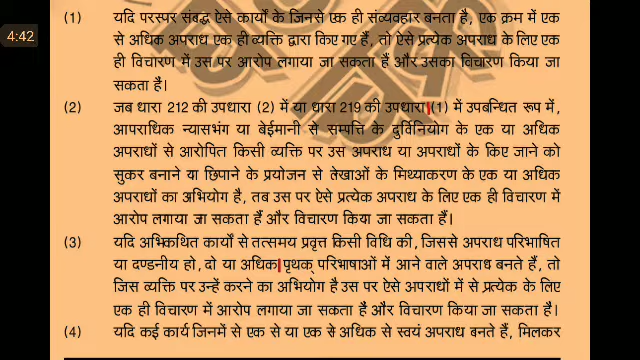 4:42
(1) यदि परस्पर संबद्ध ऐसे कार्यों के जिनसे एक ही संव्यवहार बनता है, एक क्रम में एक
से अधिक अपराध एक ही व्यक्ति द्वारा किए गए हैं, तो ऐसे प्रत्येक अपराध के लिए एक
ही विचारण में उस पर आरोप लगाया जा सकता हैं और उसका विचारण किया जा
सकता है।
(2) जब धारा 212 की उपधारा (2) में या धारा 219 की उपधारा (1) में उपबन्धित रूप में,
आपराधिक न्यासभंग या बेईमानी से सम्पत्ति के दुर्विनियोग के एक या अधिक
अपराधों से आरोपित किसी व्यक्ति पर उस अपराध या अपराधों के किए जाने को
सुकर बनाने या छिपाने के प्रयोजन से लेखाओं के मिथ्याकरण के एक या अधिक
अपराधों का अभियोग है, तब उस पर ऐसे प्रत्येक अपराध के लिए एक ही विचारण में
आरोप लगाया जा सकता हैं और विचारण किया जा सकता हैं।
(3) यदि अभिकथित कार्यों से तत्समय प्रवृत्त किसी विधि की, जिससे अपराध परिभाषित
या दण्डनीय हो, दो या अधिक पृथक् परिभाषाओं में आने वाले अपराध बनते हैं, तो
जिस व्यक्ति पर उन्हें करने का अभियोग है उस पर ऐसे अपराधों में से प्रत्येक के लिए
एक ही विचारण में आरोप लगाया जा सकता है और विचारण किया जा सकता है।
(4) यदि कई कार्य जिनमें से एक से या एक से अधिक से स्वयं अपराध बनते हैं, मिलकर